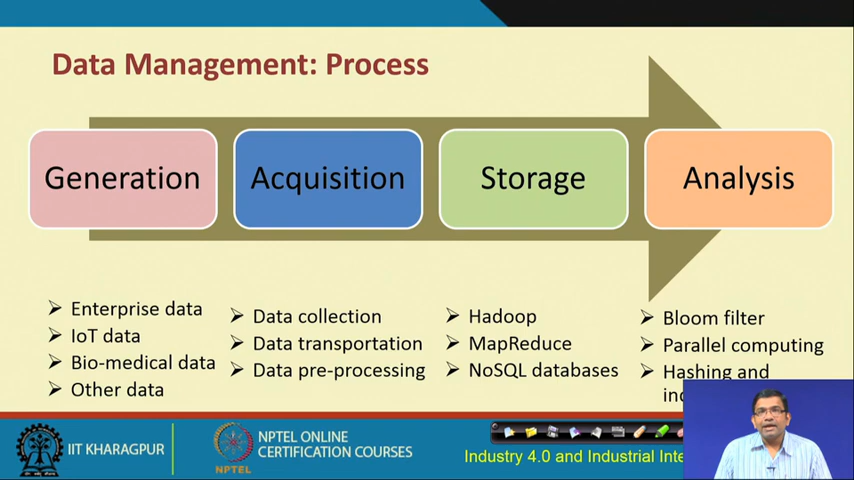 Data Management: Process
Generation
Acquisition
Storage
Analysis
Enterprise data
IoT data
Bio-medical data
Other data
Data collection
Data transportation
Data pre-processing
Hadoop
MapReduce
NoSQL databases
Bloom filter
Parallel computing
Hashing and
IIT KHARAGPUR
NPTEL
NPTEL ONLINE
CERTIFICATION COURSES
Industry 4.0 and Industrial